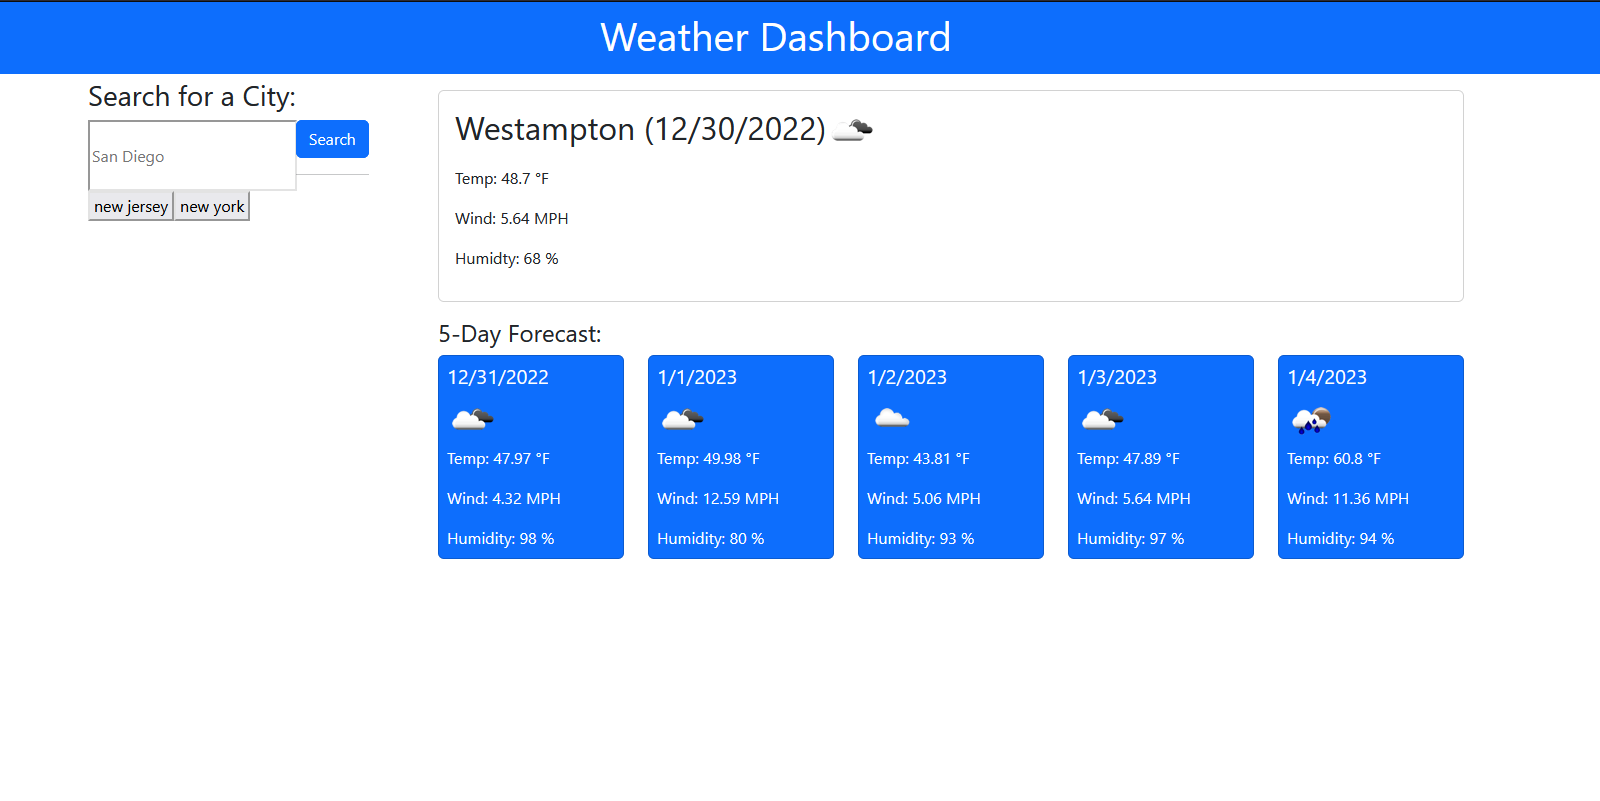 Weather Dashboard
Search for a City:
San Diego
Search
new jersey
new york
Westampton (12/30/2022)
Temp: 48.7 °F
Wind: 5.64 MPH
Humidty: 68 %
5-Day Forecast:
12/31/2022
Temp: 47.97 °F
Wind: 4.32 MPH
Humidity: 98 %
1/1/2023
Temp: 49.98 °F
Wind: 12.59 MPH
Humidity: 80 %
1/2/2023
Temp: 43.81 °F
Wind: 5.06 MPH
Humidity: 93 %
1/3/2023
Temp: 47.89 °F
Wind: 5.64 MPH
Humidity: 97 %
1/4/2023
Temp: 60.8 °F
Wind: 11.36 MPH
Humidity: 94 %